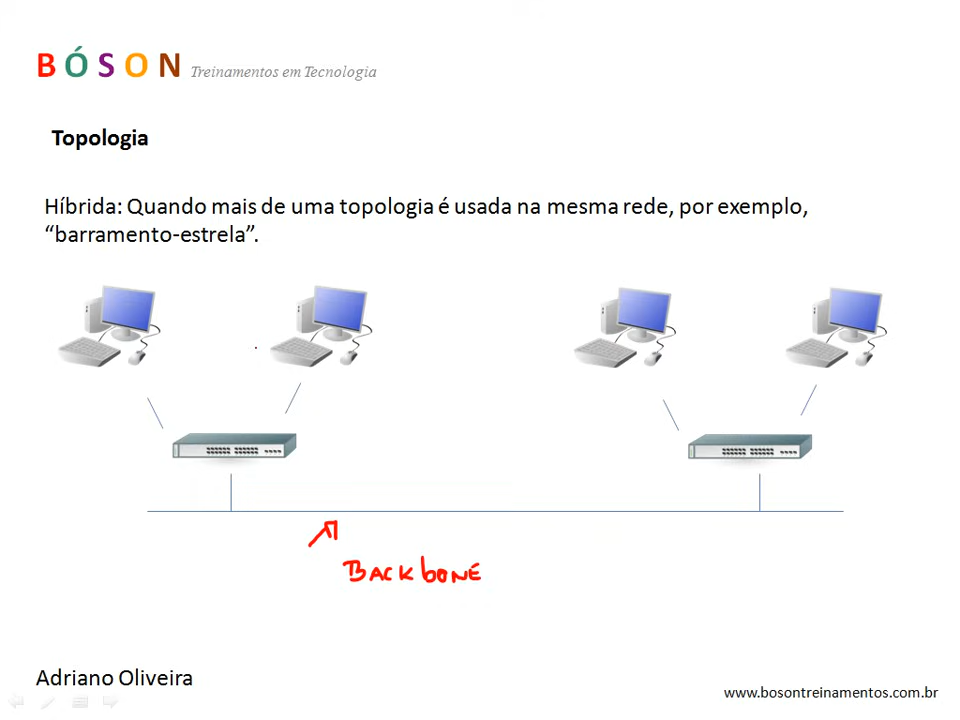 BÓSON Treinamentos em Tecnologia
Topologia
Híbrida: Quando mais de uma topologia é usada na mesma rede, por exemplo,
“barramento-estrela”.
BACKbONE
Adriano Oliveira
www.bosontreinamentos.com.br